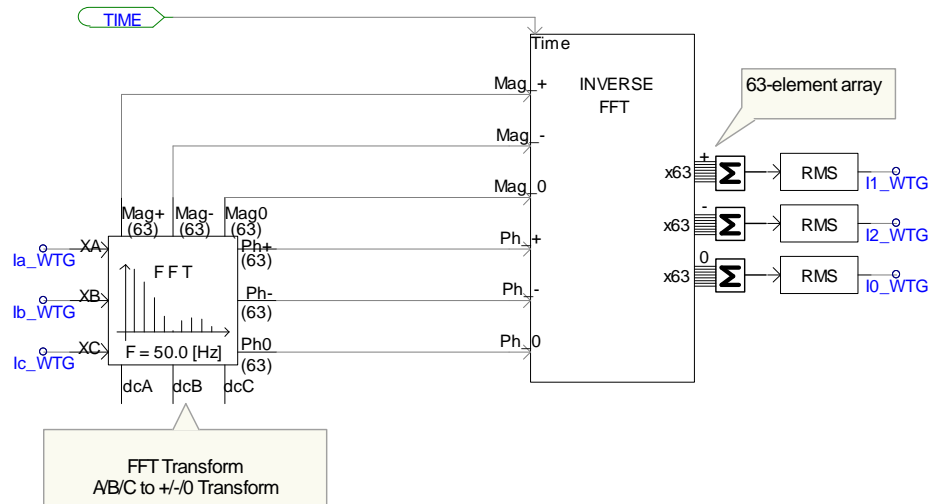 TIME
Time
INVERSE
FFT
63-element array
Mag_+
Mag_-
Mag_0
Ph_+
Ph_-
Ph_0
x63
+
Σ
RMS
I1_WTG
x63
-
Σ
RMS
I2_WTG
x63
0
Σ
RMS
I0_WTG
Mag+
(63)
Mag-
(63)
Mag0
(63)
Ia_WTG
XA
Ib_WTG
XB
Ic_WTG
XC
FFT
F = 50.0 [Hz]
Ph+
(63)
Ph-
(63)
Ph0
(63)
dcA
dcB
dcC
FFT Transform
A/B/C to +/-/0 Transform